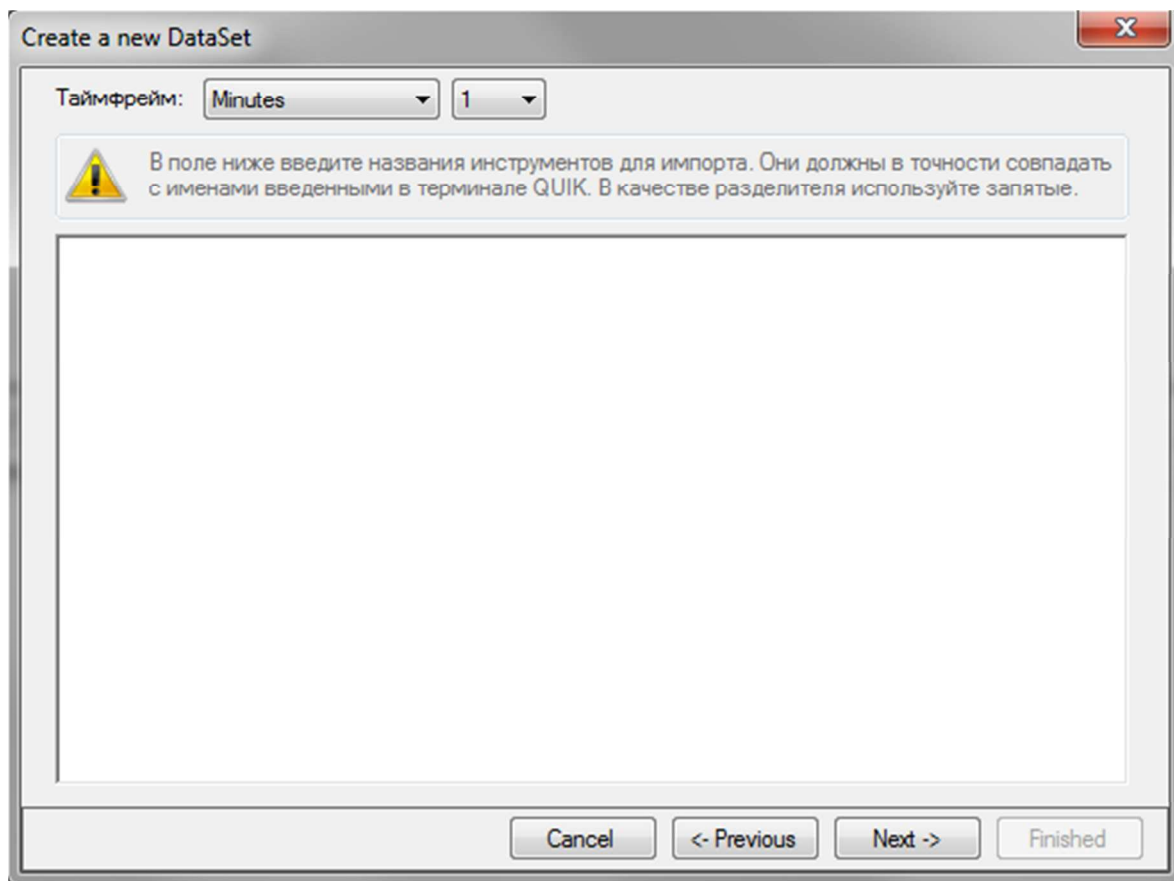 Create a new DataSet
Таймфрейм: Minutes 1
В поле ниже введите названия инструментов для импорта. Они должны в точности совпадать
с именами введенными в терминале QUIK. В качестве разделителя используйте запятые.
Cancel <- Previous Next -> Finished